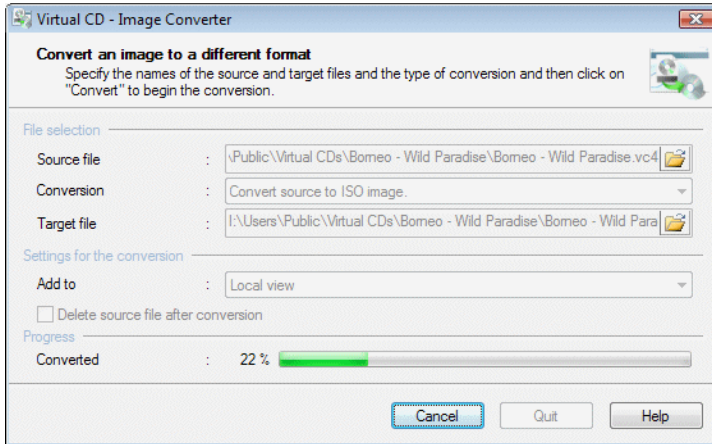 Virtual CD - Image Converter
Convert an image to a different format
Specify the names of the source and target files and the type of conversion and then click on
"Convert" to begin the conversion.
File selection
Source file : \Public\Virtual CDs\Borneo - Wild Paradise\Borneo - Wild Paradise.vc4
Conversion : Convert source to ISO image.
Target file : I:\Users\Public\Virtual CDs\Borneo - Wild Paradise\Borneo - Wild Para
Settings for the conversion
Add to : Local view
Delete source file after conversion
Progress
Converted : 22 %
Cancel Quit Help